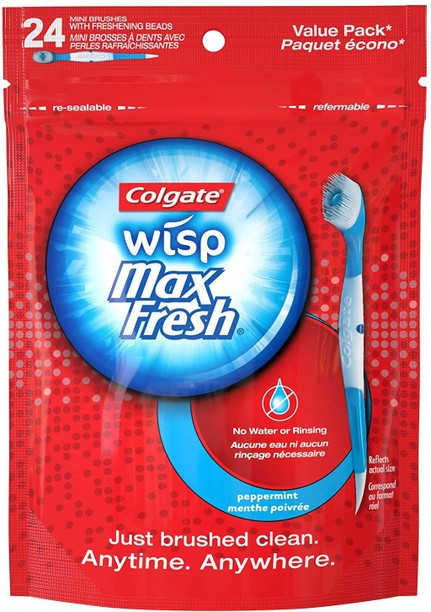 24 MINI BRUSHES
WITH FRESHENING BEADS
MINI BROSSES À DENTS AVEC
PERLES RAFRAÎCHISSANTES
Value Pack*
Paquet écono*
re-sealable
refermable
Colgate®
wisp
Max
Fresh®
Colgate
No Water or Rinsing
Aucune eau ni aucun
rinçage nécessaire
Reflects
actual size
Correspond
au format
réel
peppermint
menthe poivrée
Just brushed clean.
Anytime. Anywhere.